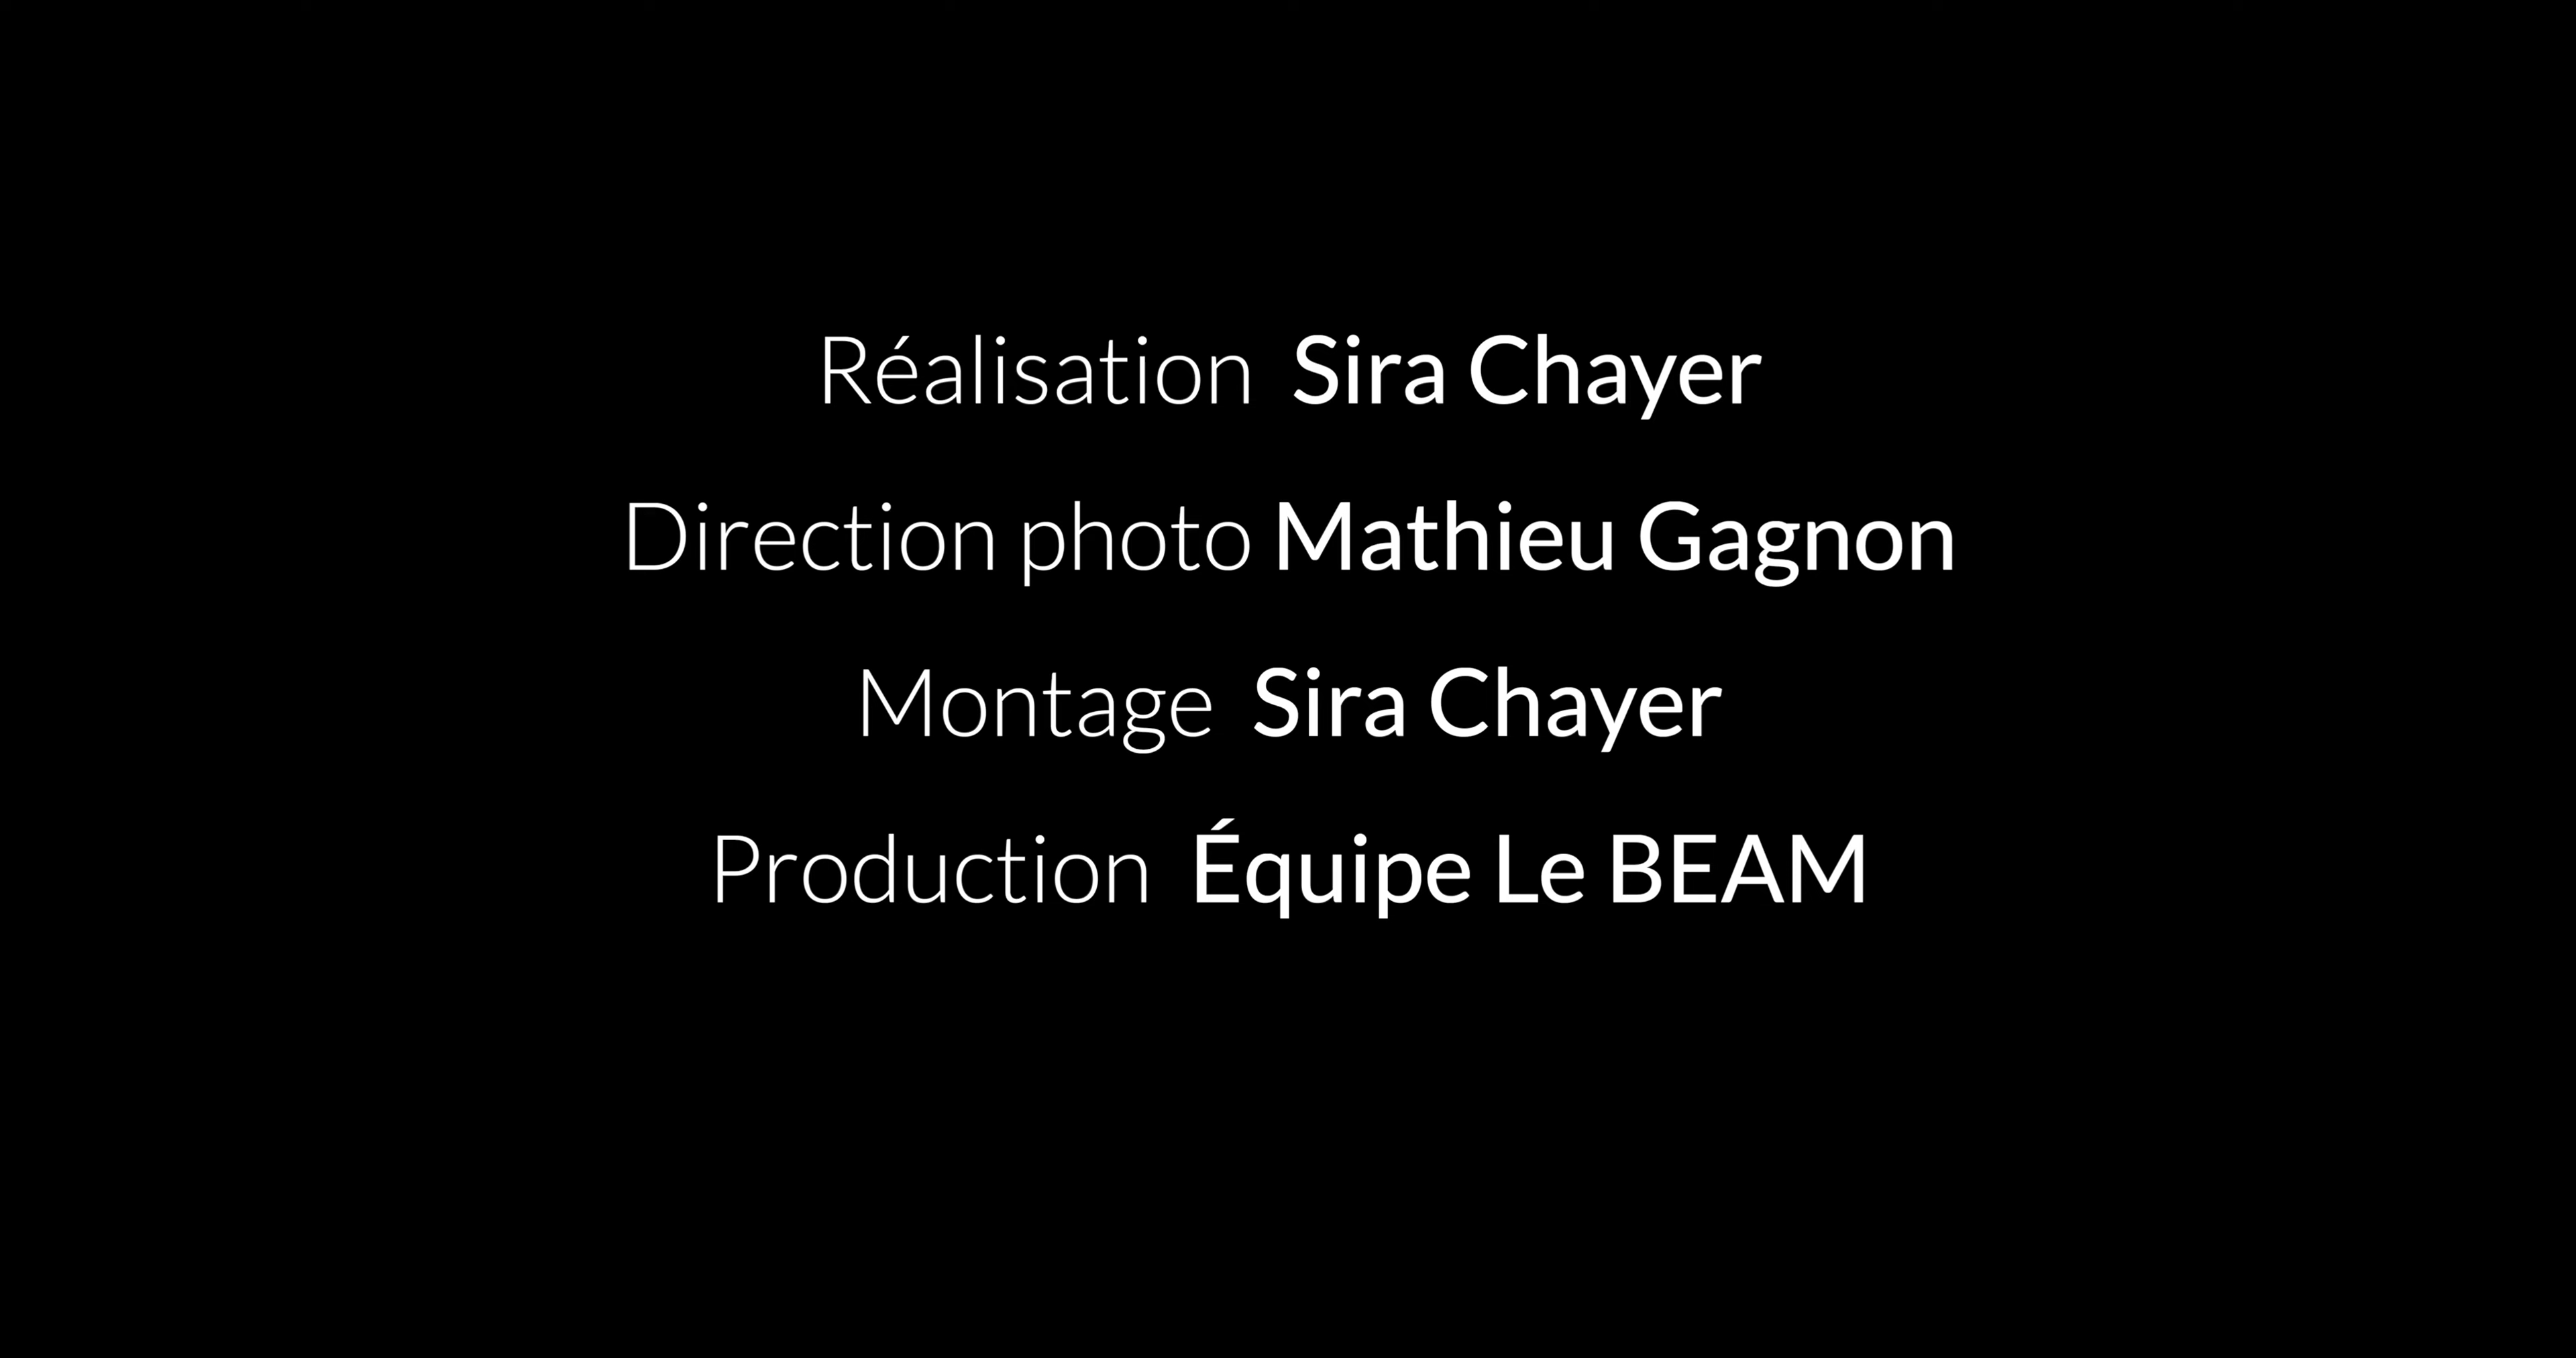 Réalisation Sira Chayer
Direction photo Mathieu Gagnon
Montage Sira Chayer
Production Équipe Le BEAM